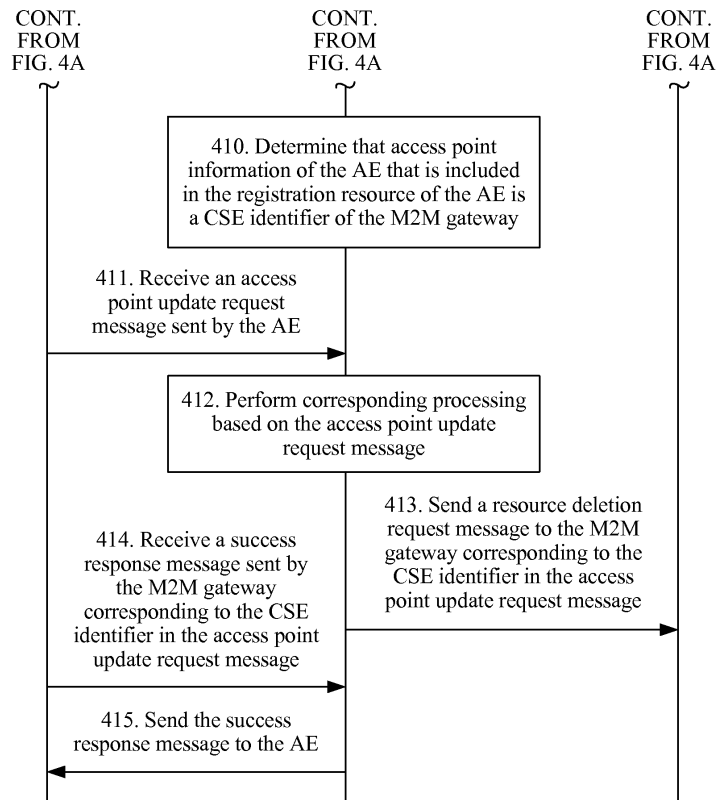 CONT.
FROM
FIG. 4A
CONT.
FROM
FIG. 4A
CONT.
FROM
FIG. 4A
410. Determine that access point
information of the AE that is included
in the registration resource of the AE is
a CSE identifier of the M2M gateway
411. Receive an access
point update request
message sent by the AE
412. Perform corresponding processing
based on the access point update
request message
413. Send a resource deletion
request message to the M2M
gateway corresponding to the
CSE identifier in the access
point update request message
414. Receive a success
response message sent by
the M2M gateway
corresponding to the CSE
identifier in the access point
update request message
415. Send the success
response message to the AE